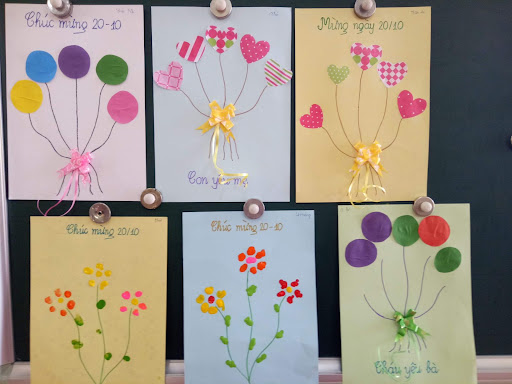 Chúc mừng 20-10
Con yêu mẹ
Mừng ngày 20/10
Chúc mừng 20/10
Chúc mừng 20-10
Cháu yêu bà